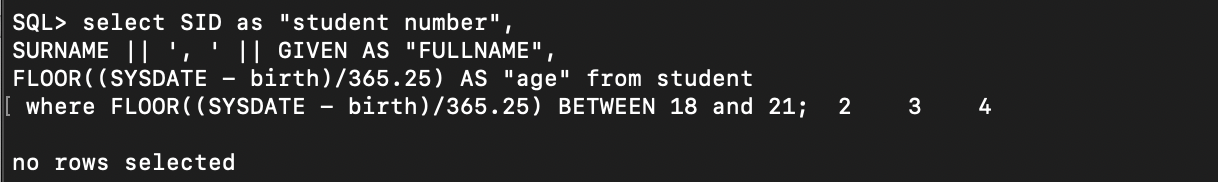 SQL> select SID as "student number",
SURNAME || ', ' || GIVEN AS "FULLNAME",
FLOOR((SYSDATE - birth)/365.25) AS "age" from student
[ where FLOOR((SYSDATE - birth)/365.25) BETWEEN 18 and 21;  2    3    4
no rows selected